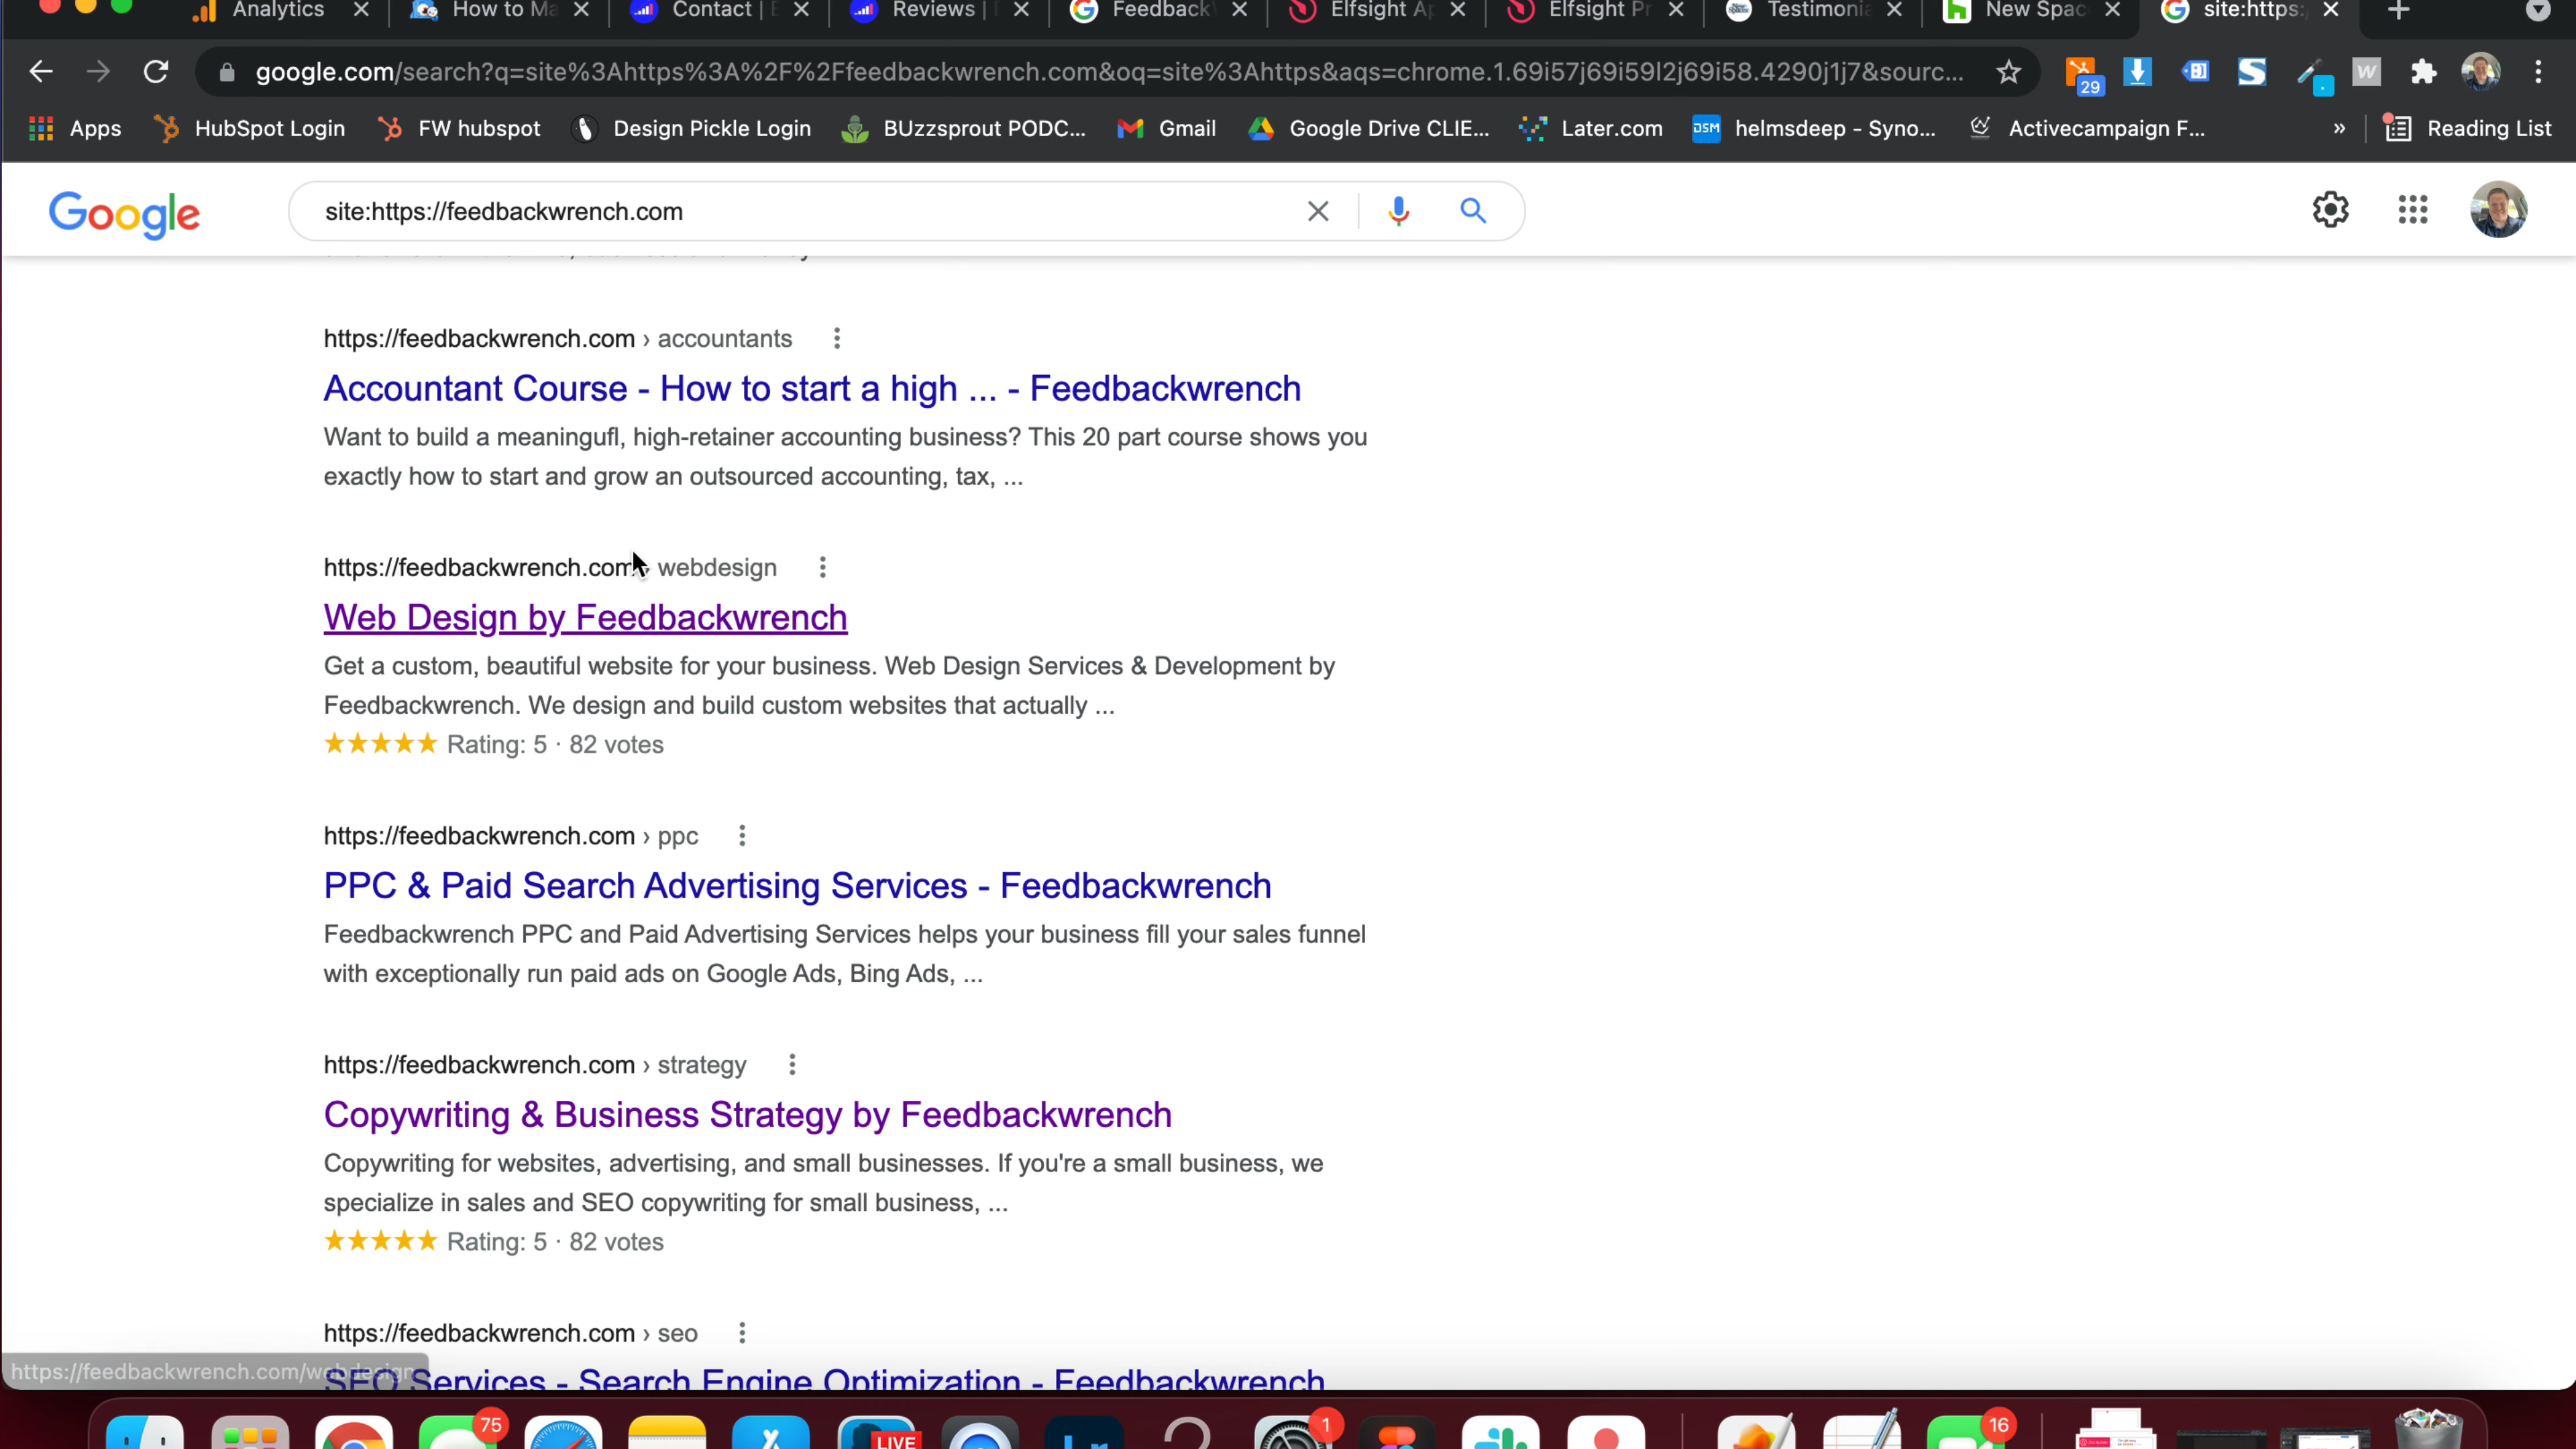 Analytics
How to Ma
Contact |
Reviews |
Feedback
Elfsight A
Elfsight Pr
Testimonia
New Spac
site:https:
google.com/search?q=site%3Ahttps%3A%2F%2Ffeedbackwrench.com&oq=site%3Ahttps&aqs=chrome.1.69i57j69i59l2j69i58.4290j1j7&sourc...
29
W
Apps
HubSpot Login
FW hubspot
Design Pickle Login
BUzzsprout PODC...
Gmail
Google Drive CLIE...
Later.com
DSM
helmsdeep - Syno...
Activecampaign F...
»
Reading List
Google
site:https://feedbackwrench.com
https://feedbackwrench.com › accountants
Accountant Course - How to start a high ... - Feedbackwrench
Want to build a meaningufl, high-retainer accounting business? This 20 part course shows you
exactly how to start and grow an outsourced accounting, tax, ...
https://feedbackwrench.com › webdesign
Web Design by Feedbackwrench
Get a custom, beautiful website for your business. Web Design Services & Development by
Feedbackwrench. We design and build custom websites that actually ...
★★★★★ Rating: 5 · 82 votes
https://feedbackwrench.com › ppc
PPC & Paid Search Advertising Services - Feedbackwrench
Feedbackwrench PPC and Paid Advertising Services helps your business fill your sales funnel
with exceptionally run paid ads on Google Ads, Bing Ads, ...
https://feedbackwrench.com › strategy
Copywriting & Business Strategy by Feedbackwrench
Copywriting for websites, advertising, and small businesses. If you're a small business, we
specialize in sales and SEO copywriting for small business, ...
★★★★★ Rating: 5 · 82 votes
https://feedbackwrench.com › seo
https://feedbackwrench.com/webdesign
SEO Services - Search Engine Optimization - Feedbackwrench
75
LIVE
1
16